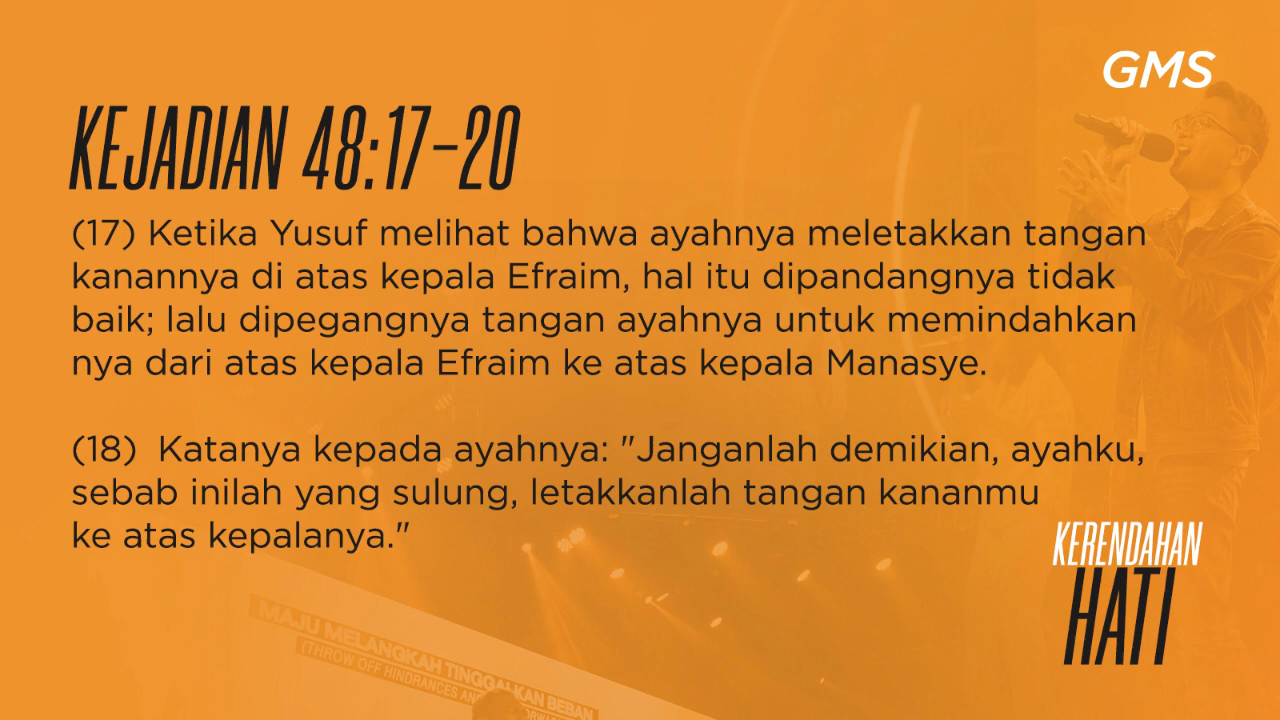 GMS
KEJADIAN 48:17-20
(17) Ketika Yusuf melihat bahwa ayahnya meletakkan tangan
kanannya di atas kepala Efraim, hal itu dipandangnya tidak
baik; lalu dipegangnya tangan ayahnya untuk memindahkan
nya dari atas kepala Efraim ke atas kepala Manasye.
(18) Katanya kepada ayahnya: "Janganlah demikian, ayahku,
sebab inilah yang sulung, letakkanlah tangan kananmu
ke atas kepalanya."
KERENDAHAN
HATI
MAJU MELANGKAH TINGGALKAN BEBAN
(THROW OFF HINDRANCES AND